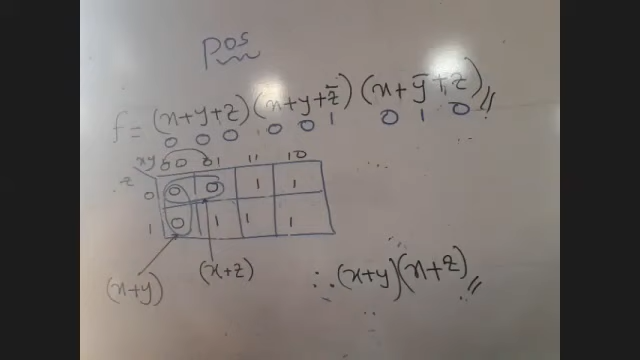 pos
f = (x+y+z) (x+y+z̄) (x+ȳ+z)
0 0 0 0 0 1 0 1 0
xy 00 01 11 10
z
0 0 0 1 1
1 0 1 1 1
(x+y) (x+z)
∴ (x+y)(x+z)